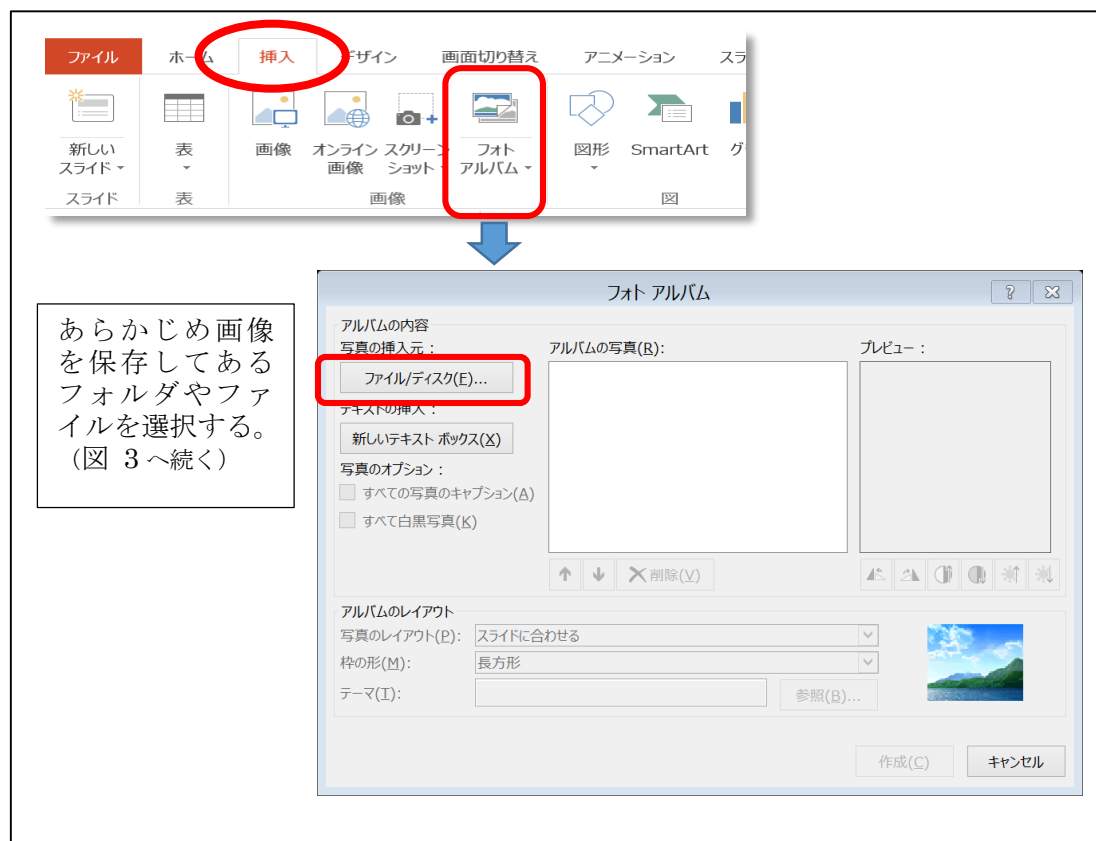 ファイル ホーム 挿入 デザイン 画面切り替え アニメーション スラ
新しい 表 画像 オンライン スクリーン フォト 図形 SmartArt グ
スライド 画像 ショット アルバム
スライド 表 画像 図
フォト アルバム
あらかじめ画像
を保存してある
フォルダやファ
イルを選択する。
（図 3へ続く）
アルバムの内容
写真の挿入元： アルバムの写真(R): プレビュー：
ファイル/ディスク(F)...
テキストの挿入：
新しいテキスト ボックス(X)
写真のオプション：
すべての写真のキャプション(A)
すべて白黒写真(K)
削除(V)
アルバムのレイアウト
写真のレイアウト(P): スライドに合わせる
枠の形(M): 長方形
テーマ(T): 参照(B)...
作成(C) キャンセル